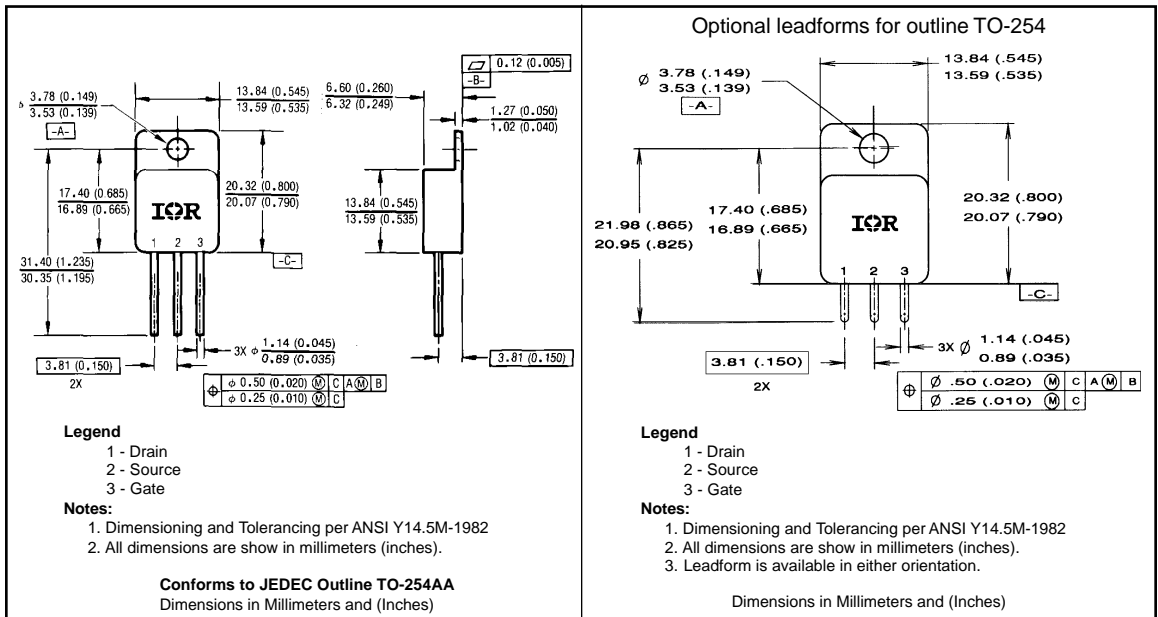 0.12 (0.005)
-B-
3.78 (0.149)
3.53 (0.139)
-A-
13.84 (0.545)
13.59 (0.535)
6.60 (0.260)
6.32 (0.249)
1.27 (0.050)
1.02 (0.040)
17.40 (0.685)
16.89 (0.665)
20.32 (0.800)
20.07 (0.790)
13.84 (0.545)
13.59 (0.535)
IOR
1 2 3
31.40 (1.235)
30.35 (1.195)
-C-
3X ϕ 1.14 (0.045)
0.89 (0.035)
3.81 (0.150)
2X
3.81 (0.150)
⌖ ϕ 0.50 (0.020) Ⓜ C A Ⓜ B
ϕ 0.25 (0.010) Ⓜ C
Legend
1 - Drain
2 - Source
3 - Gate
Notes:
1. Dimensioning and Tolerancing per ANSI Y14.5M-1982
2. All dimensions are show in millimeters (inches).
Conforms to JEDEC Outline TO-254AA
Dimensions in Millimeters and (Inches)
Optional leadforms for outline TO-254
Ø 3.78 (.149)
3.53 (.139)
-A-
13.84 (.545)
13.59 (.535)
21.98 (.865)
20.95 (.825)
17.40 (.685)
16.89 (.665)
20.32 (.800)
20.07 (.790)
IOR
1 2 3
-C-
3X Ø 1.14 (.045)
0.89 (.035)
3.81 (.150)
2X
⌖ Ø .50 (.020) Ⓜ C A Ⓜ B
Ø .25 (.010) Ⓜ C
Legend
1 - Drain
2 - Source
3 - Gate
Notes:
1. Dimensioning and Tolerancing per ANSI Y14.5M-1982
2. All dimensions are show in millimeters (inches).
3. Leadform is available in either orientation.
Dimensions in Millimeters and (Inches)